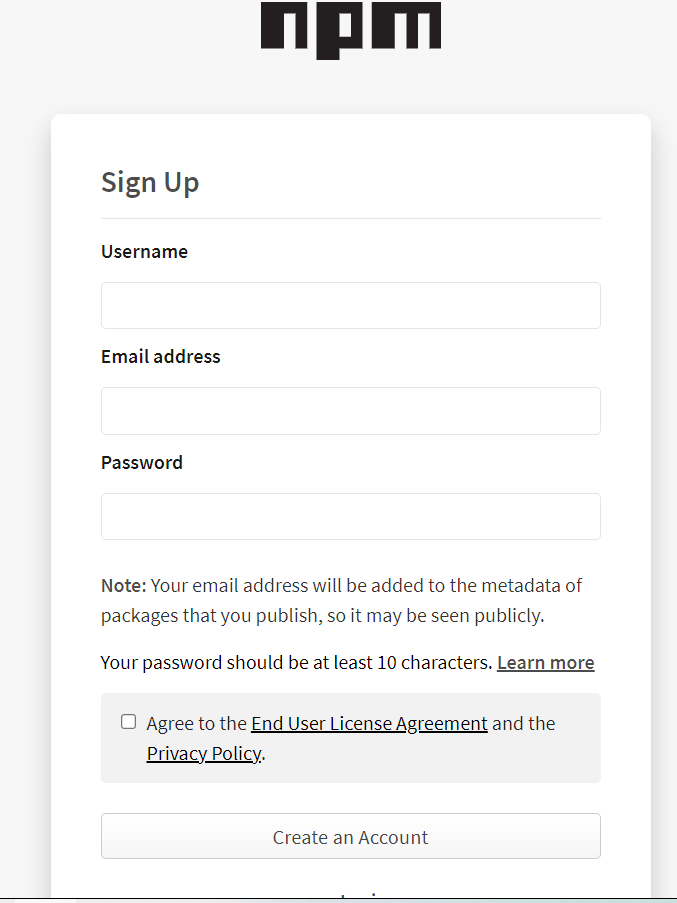 npm
Sign Up
Username
Email address
Password
Note: Your email address will be added to the metadata of
packages that you publish, so it may be seen publicly.
Your password should be at least 10 characters. Learn more
Agree to the End User License Agreement and the
Privacy Policy.
Create an Account